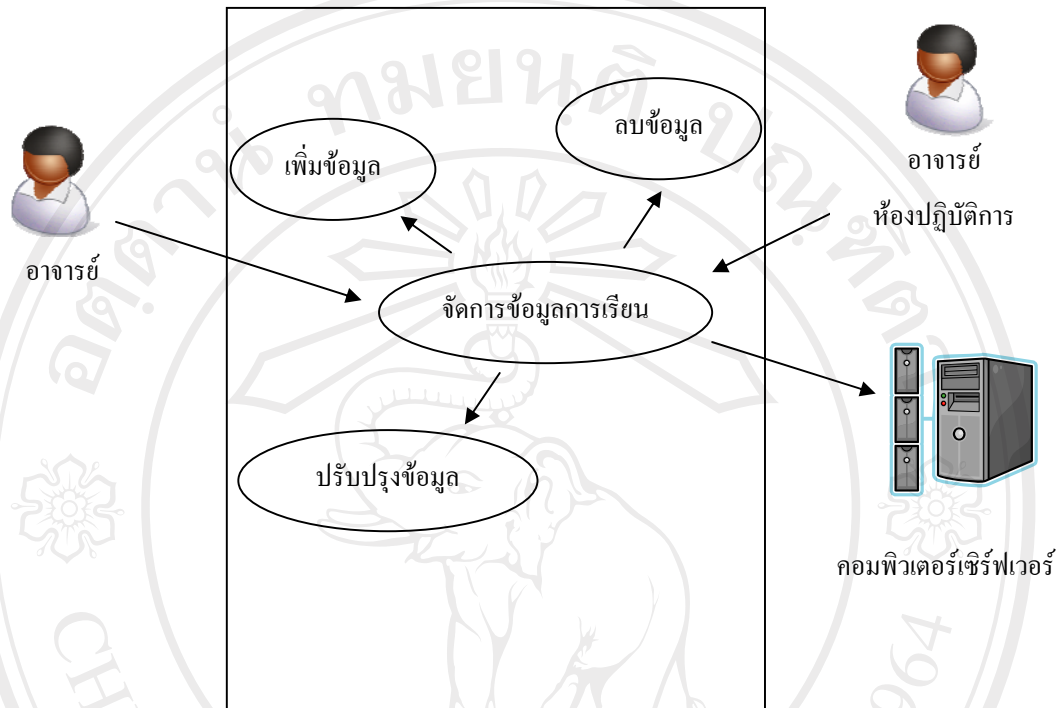 ลบข้อมูล
เพิ่มข้อมูล
อาจารย์
ห้องปฏิบัติการ
อาจารย์
จัดการข้อมูลการเรียน
ปรับปรุงข้อมูล
คอมพิวเตอร์เซิร์ฟเวอร์
964